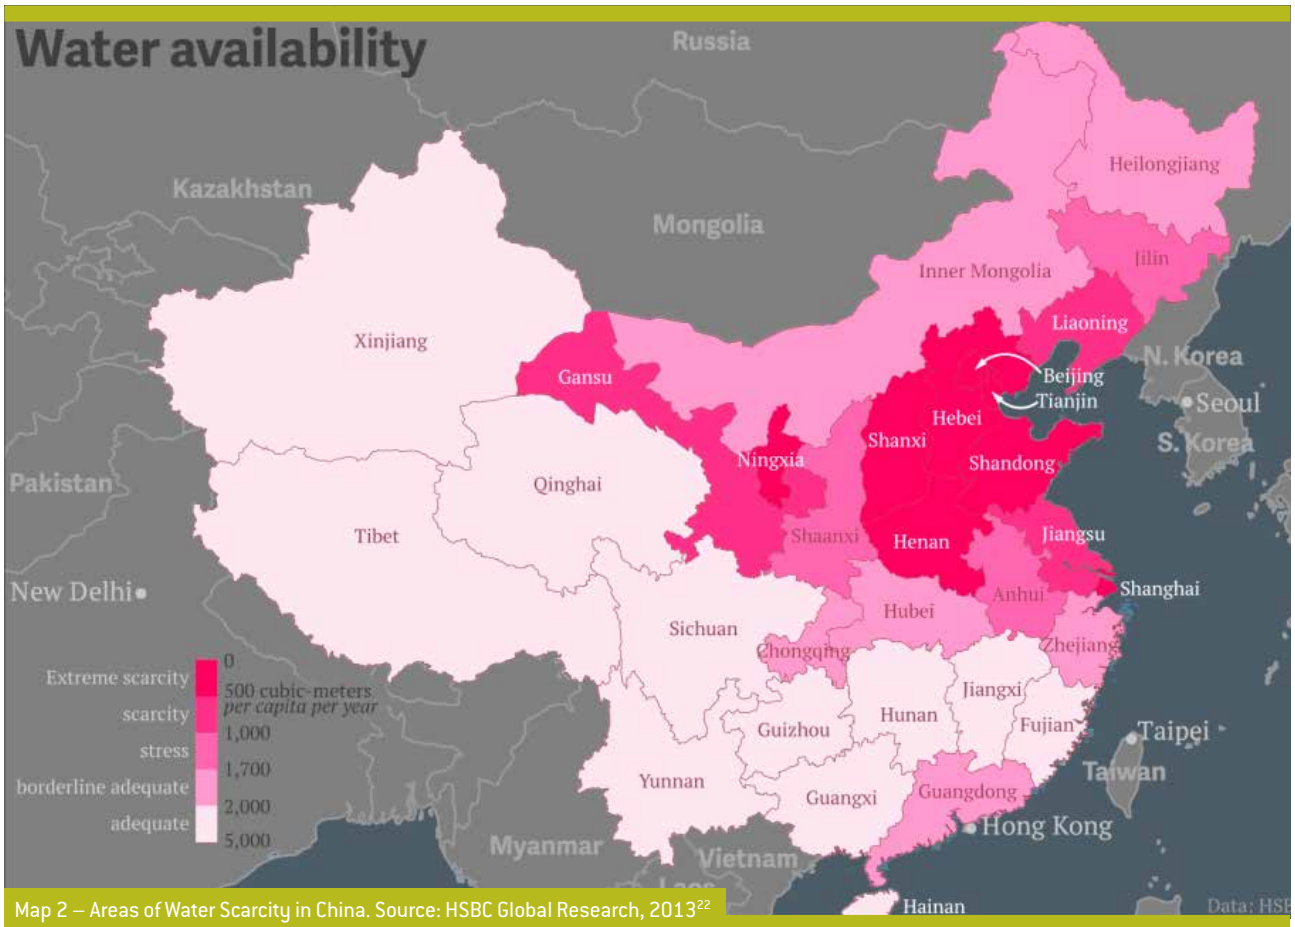 Water availability
Russia
Kazakhstan
Mongolia
Heilongjiang
Inner Mongolia
Jilin
Liaoning
Xinjiang
Gansu
N. Korea
Beijing
Tianjin
Seoul
Hebei
Shanxi
S. Korea
Ningxia
Shandong
Pakistan
Qinghai
Tibet
Shaanxi
Henan
Jiangsu
New Delhi
Shanghai
Anhui
Hubei
Sichuan
Chongqing
Zhejiang
Extreme scarcity
0
500 cubic-meters
per capita per year
scarcity
1,000
stress
1,700
borderline adequate
2,000
adequate
5,000
Jiangxi
Hunan
Guizhou
Fujian
Taipei
Taiwan
Yunnan
Guangxi
Guangdong
Hong Kong
Myanmar
Vietnam
Laos
Hainan
Data: HSB
Map 2 – Areas of Water Scarcity in China. Source: HSBC Global Research, 2013²²